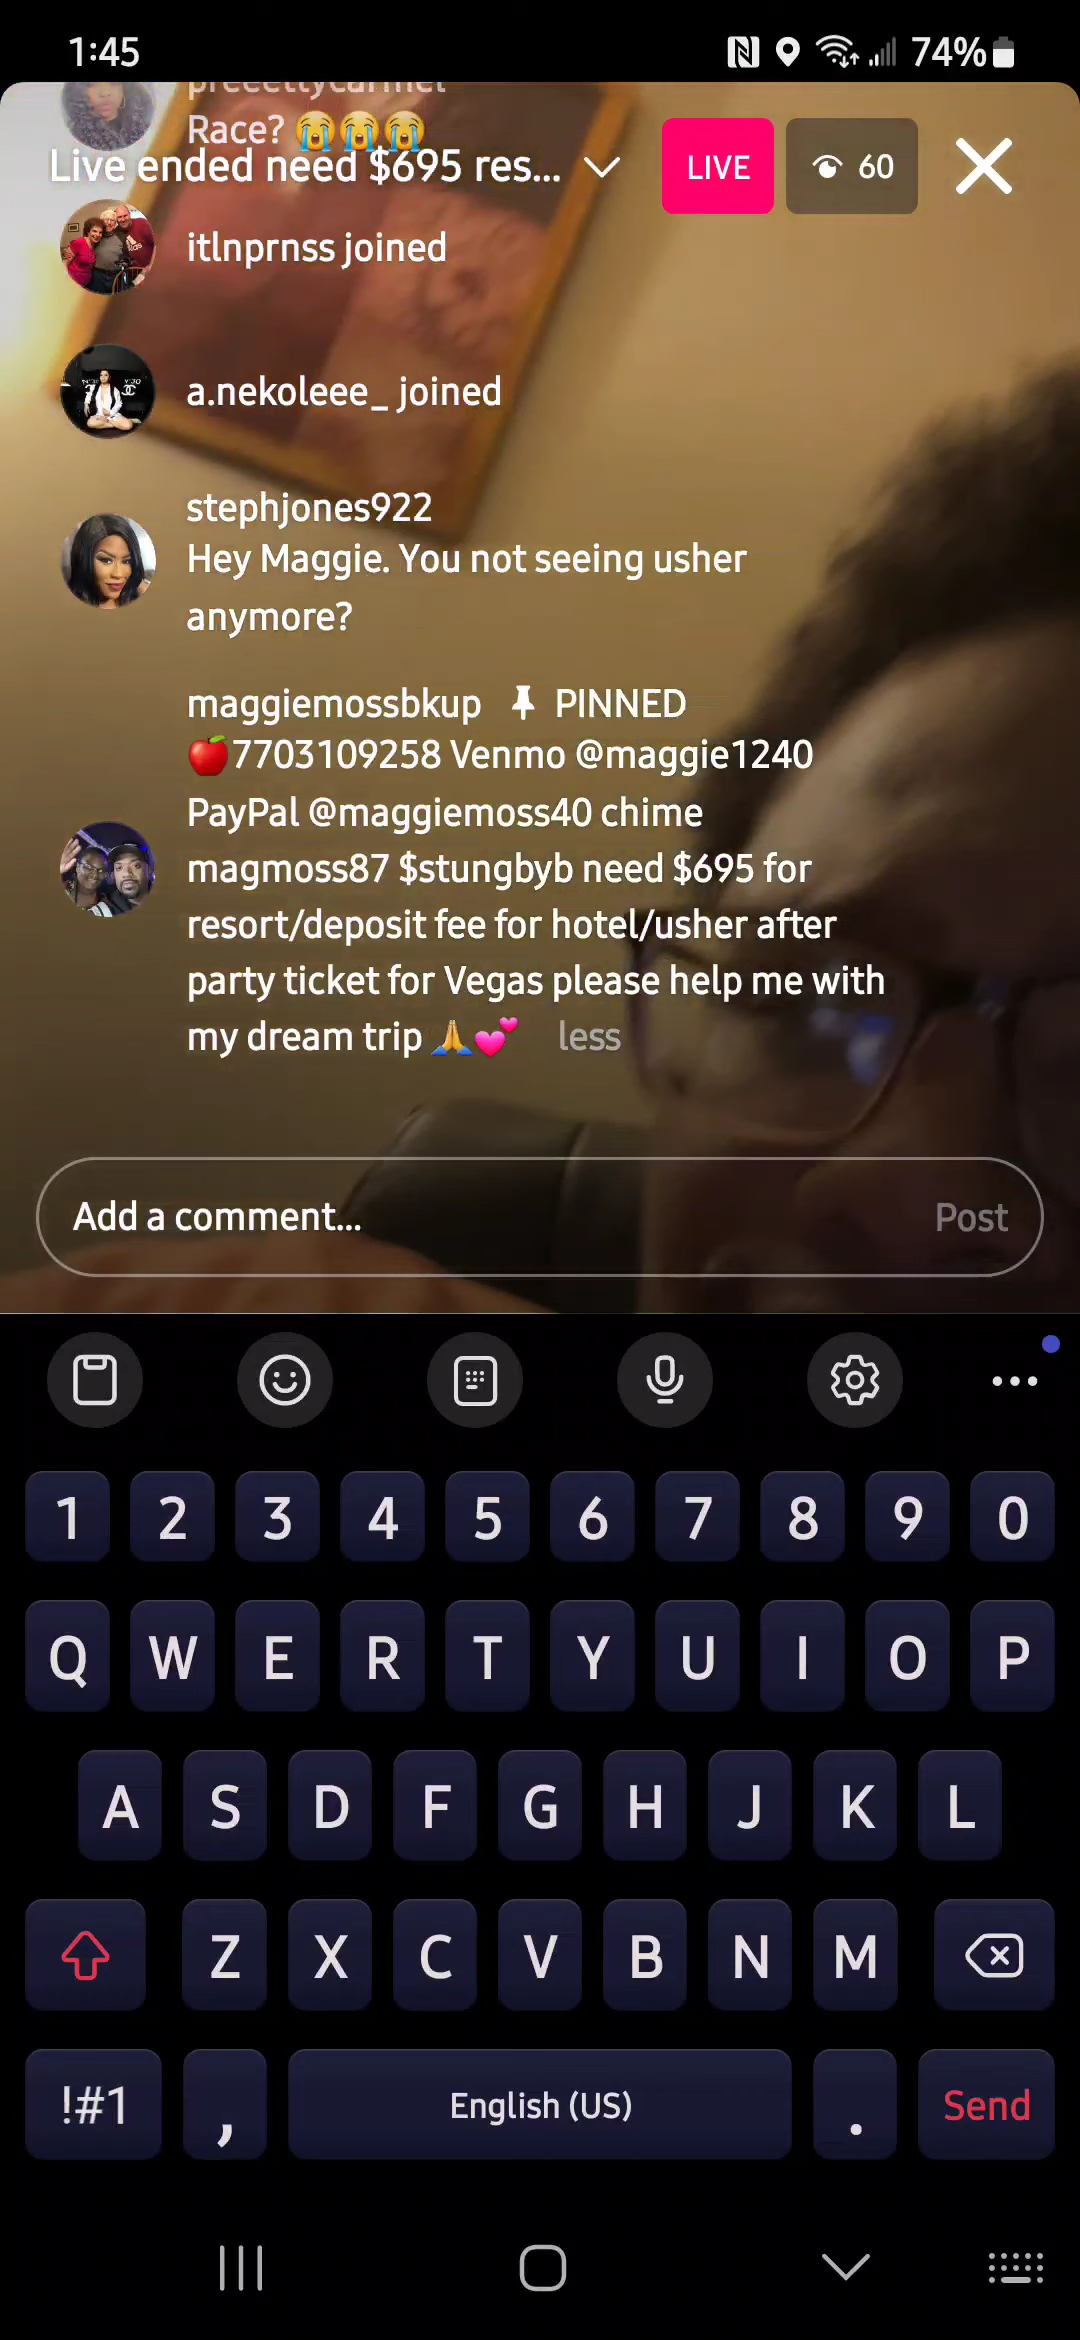 1:45
74%
preeettycarmel
Race? 😭😭😭
Live ended need $695 res...
LIVE
60
itlnprnss joined
a.nekoleee_ joined
stephjones922
Hey Maggie. You not seeing usher
anymore?
maggiemossbkup PINNED
🍎7703109258 Venmo @maggie1240
PayPal @maggiemoss40 chime
magmoss87 $stungbyb need $695 for
resort/deposit fee for hotel/usher after
party ticket for Vegas please help me with
my dream trip 🙏💕 less
Add a comment...
Post
1 2 3 4 5 6 7 8 9 0
Q W E R T Y U I O P
A S D F G H J K L
Z X C V B N M
!#1 , English (US) . Send